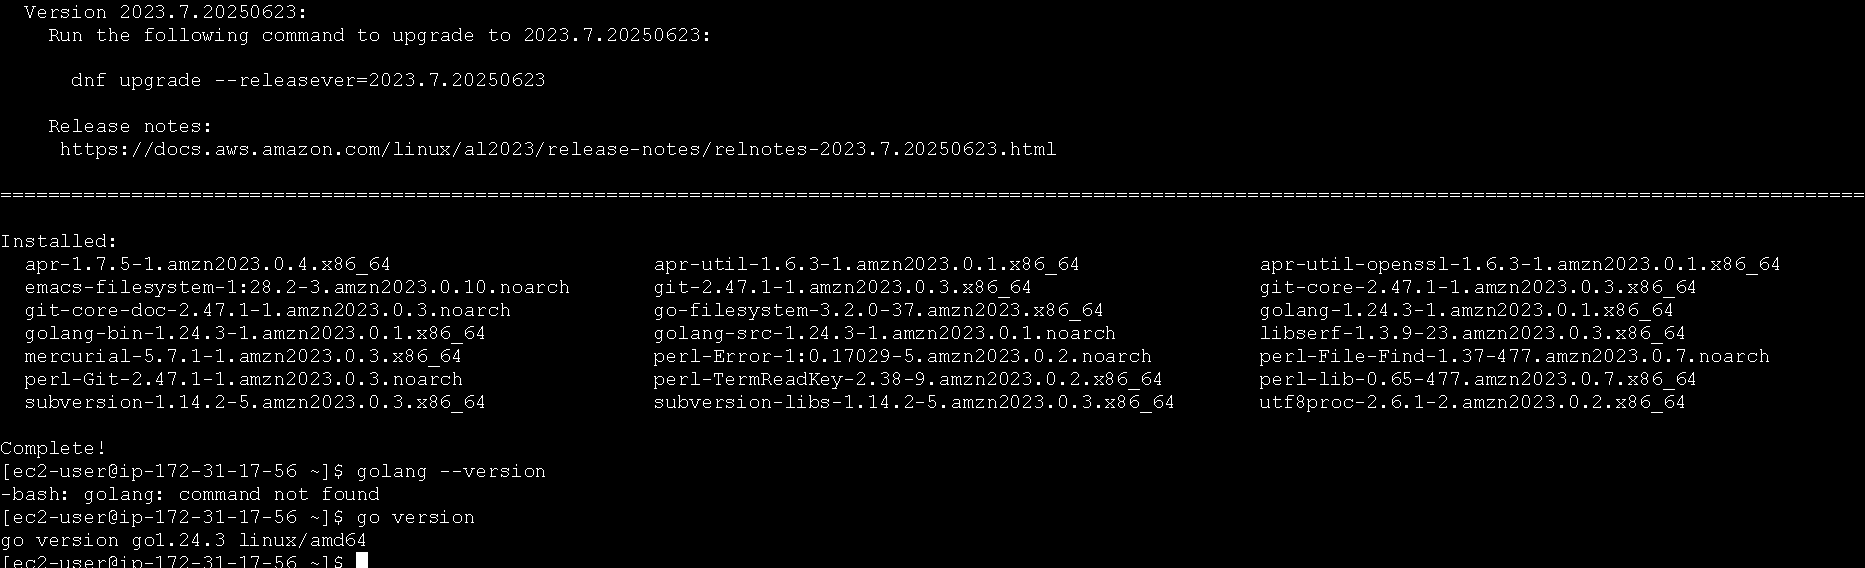 Version 2023.7.20250623:
Run the following command to upgrade to 2023.7.20250623:
dnf upgrade --releasever=2023.7.20250623
Release notes:
https://docs.aws.amazon.com/linux/al2023/release-notes/relnotes-2023.7.20250623.html
================================================================================
Installed:
apr-1.7.5-1.amzn2023.0.4.x86_64 apr-util-1.6.3-1.amzn2023.0.1.x86_64 apr-util-openssl-1.6.3-1.amzn2023.0.1.x86_64
emacs-filesystem-1:28.2-3.amzn2023.0.10.noarch git-2.47.1-1.amzn2023.0.3.x86_64 git-core-2.47.1-1.amzn2023.0.3.x86_64
git-core-doc-2.47.1-1.amzn2023.0.3.noarch go-filesystem-3.2.0-37.amzn2023.x86_64 golang-1.24.3-1.amzn2023.0.1.x86_64
golang-bin-1.24.3-1.amzn2023.0.1.x86_64 golang-src-1.24.3-1.amzn2023.0.1.noarch libserf-1.3.9-23.amzn2023.0.3.x86_64
mercurial-5.7.1-1.amzn2023.0.3.x86_64 perl-Error-1:0.17029-5.amzn2023.0.2.noarch perl-File-Find-1.37-477.amzn2023.0.7.noarch
perl-Git-2.47.1-1.amzn2023.0.3.noarch perl-TermReadKey-2.38-9.amzn2023.0.2.x86_64 perl-lib-0.65-477.amzn2023.0.7.x86_64
subversion-1.14.2-5.amzn2023.0.3.x86_64 subversion-libs-1.14.2-5.amzn2023.0.3.x86_64 utf8proc-2.6.1-2.amzn2023.0.2.x86_64
Complete!
[ec2-user@ip-172-31-17-56 ~]$ golang --version
-bash: golang: command not found
[ec2-user@ip-172-31-17-56 ~]$ go version
go version go1.24.3 linux/amd64
[ec2-user@ip-172-31-17-56 ~]$